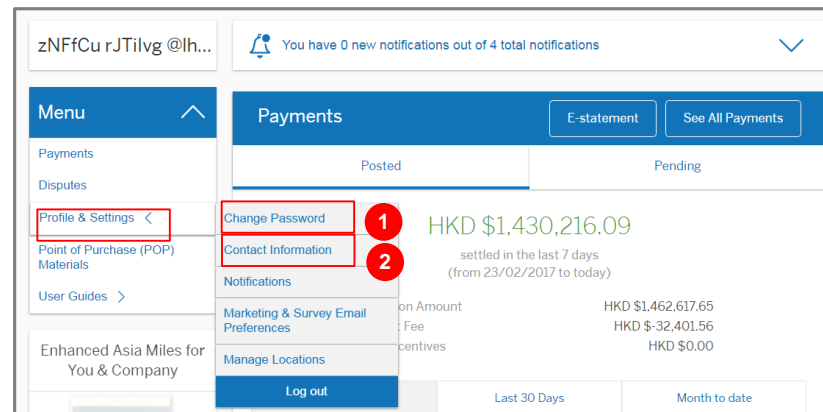 zNFfCu rJTilvg @lh...
You have 0 new notifications out of 4 total notifications
Menu
Payments
Disputes
Profile & Settings
Point of Purchase (POP)
Materials
User Guides
Enhanced Asia Miles for
You & Company
Payments
E-statement
See All Payments
Posted
Pending
Change Password
1
Contact Information
2
Notifications
Marketing & Survey Email
Preferences
Manage Locations
Log out
HKD $1,430,216.09
settled in the last 7 days
(from 23/02/2017 to today)
Amount HKD $1,462,617.65
Fee HKD $-32,401.56
HKD $0.00
Last 30 Days
Month to date